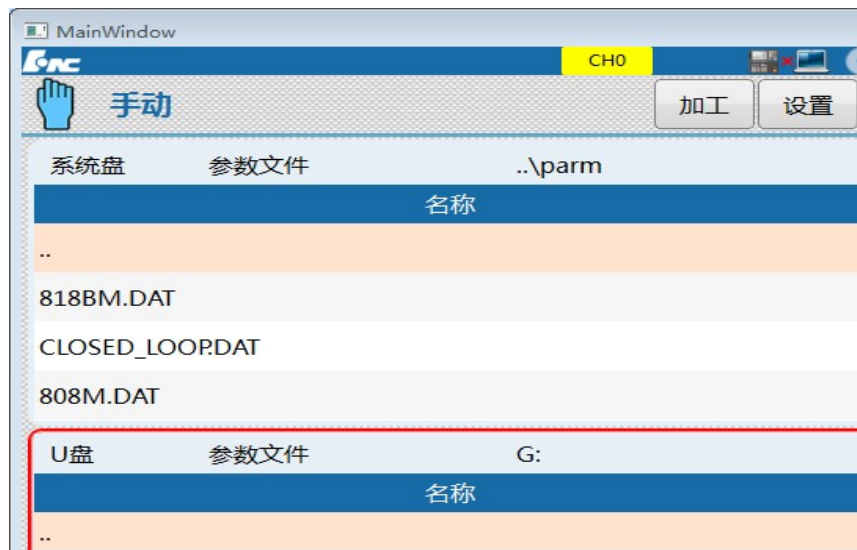 MainWindow
CH0
手动 加工 设置
系统盘 参数文件 ..\parm
名称
..
818BM.DAT
CLOSED_LOOP.DAT
808M.DAT
U盘 参数文件 G:
名称
..